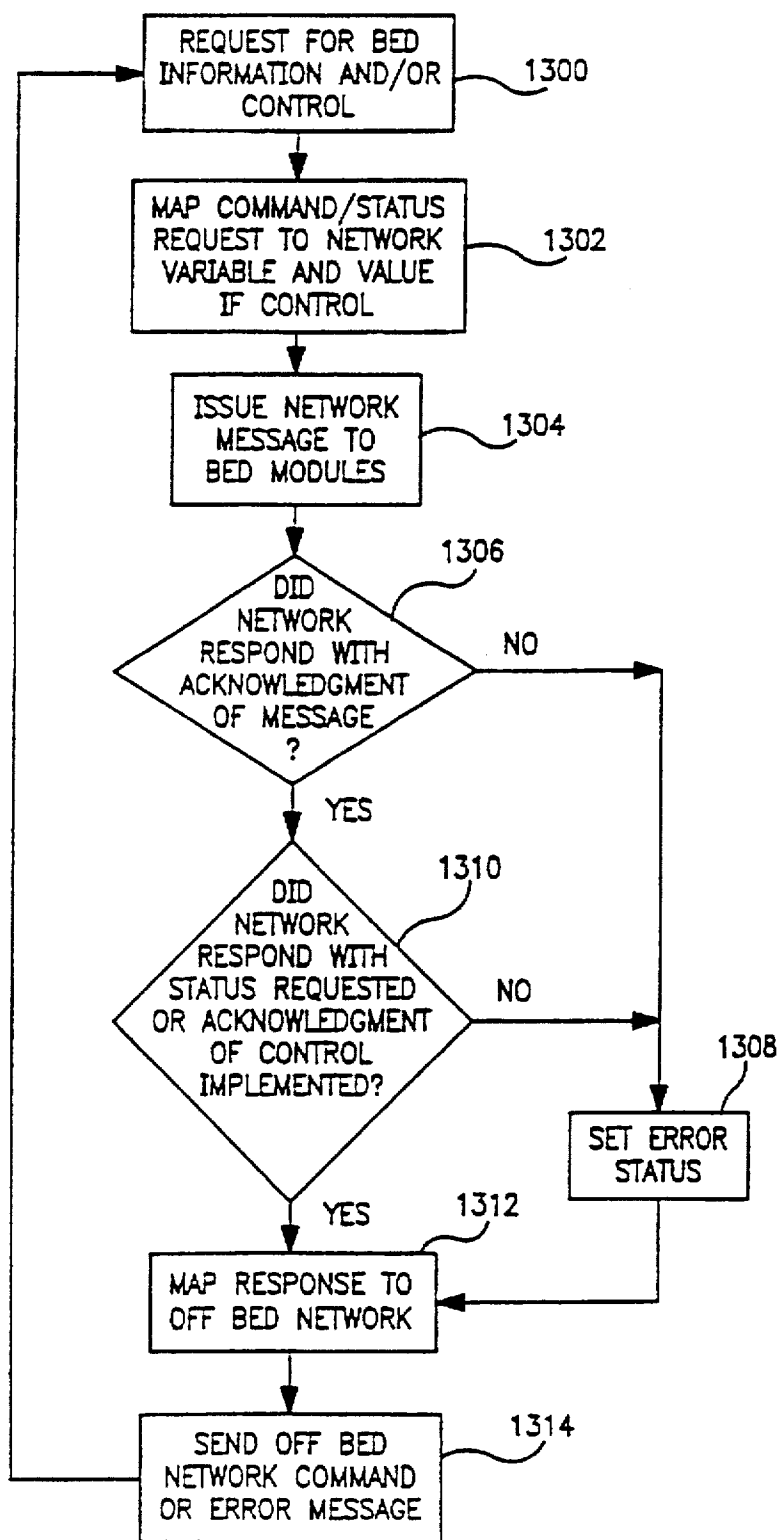 REQUEST FOR BED
INFORMATION AND/OR
CONTROL
1300
MAP COMMAND/STATUS
REQUEST TO NETWORK
VARIABLE AND VALUE
IF CONTROL
1302
ISSUE NETWORK
MESSAGE TO
BED MODULES
1304
1306
DID
NETWORK
RESPOND WITH
ACKNOWLEDGMENT
OF MESSAGE
?
NO
YES
1310
DID
NETWORK
RESPOND WITH
STATUS REQUESTED
OR ACKNOWLEDGMENT
OF CONTROL
IMPLEMENTED?
NO
1308
SET ERROR
STATUS
YES
1312
MAP RESPONSE TO
OFF BED NETWORK
1314
SEND OFF BED
NETWORK COMMAND
OR ERROR MESSAGE